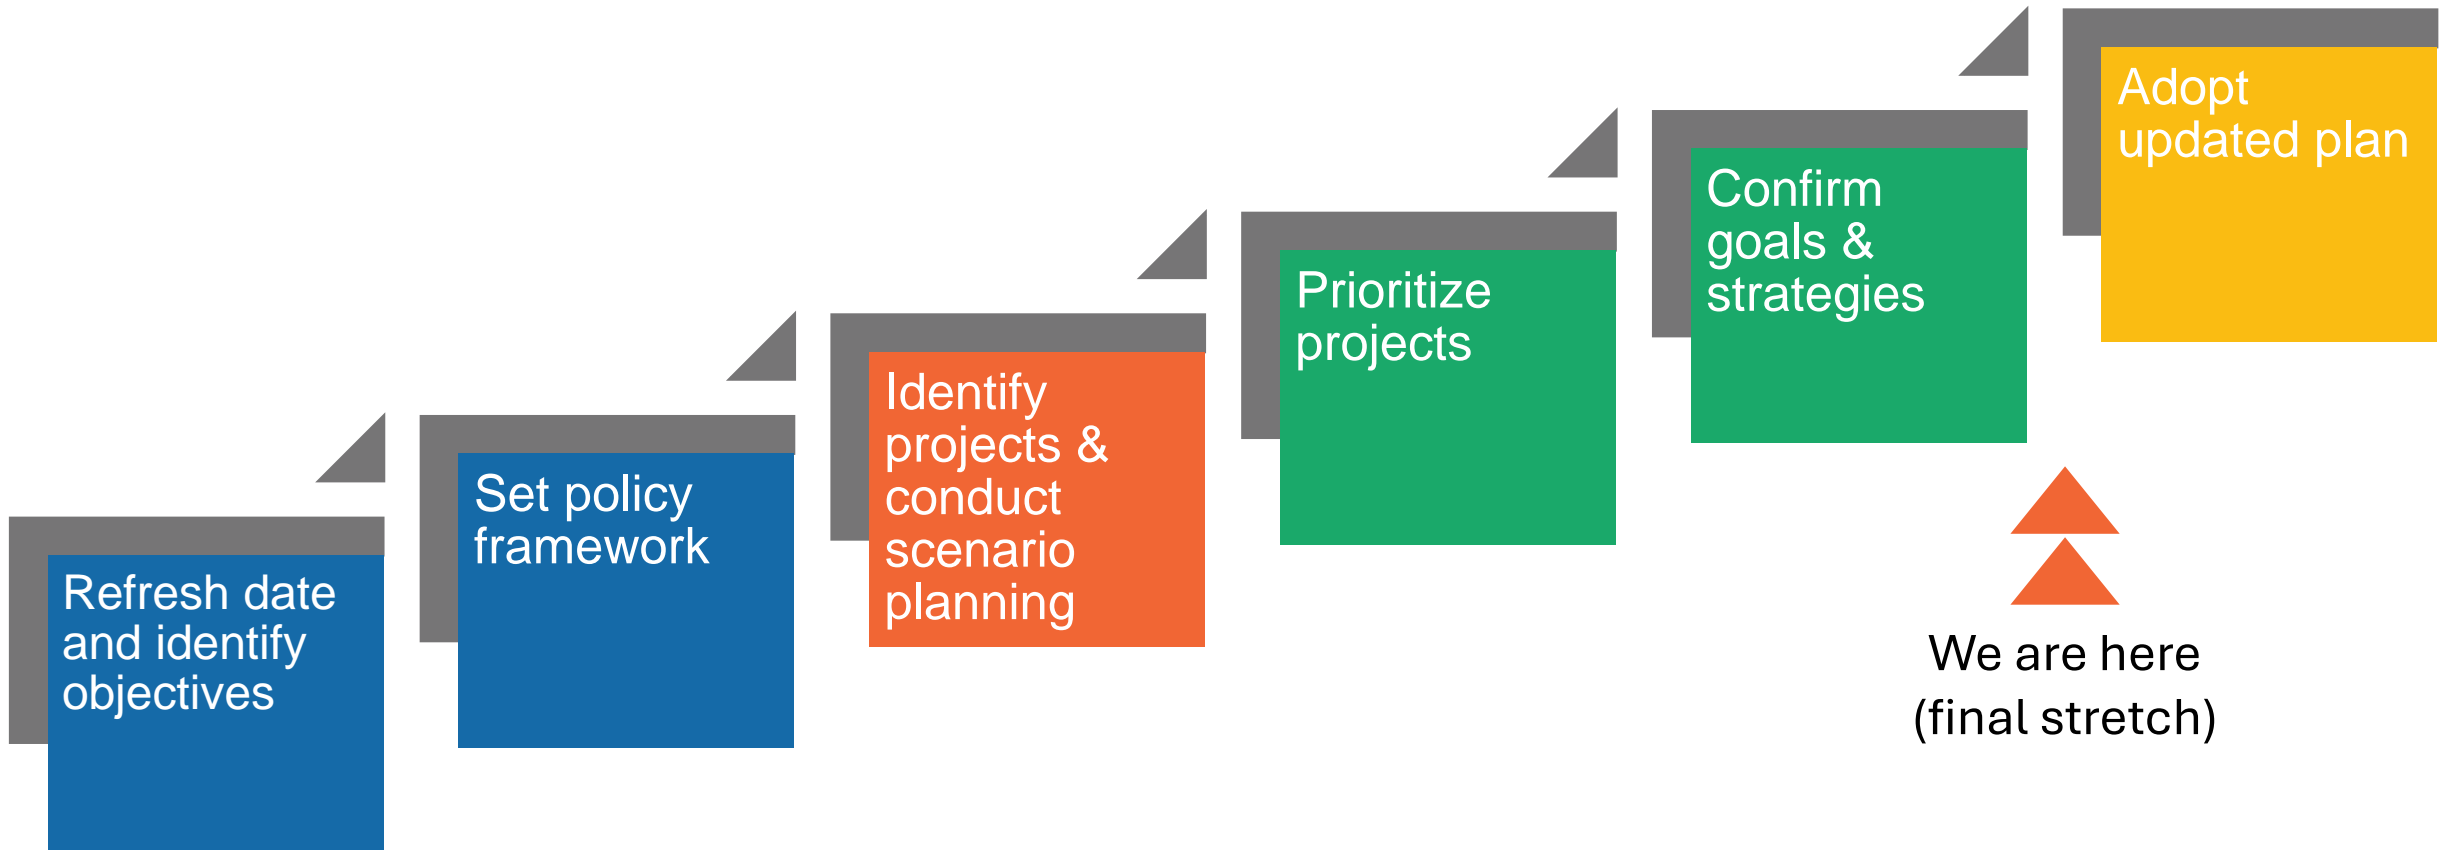 Refresh date
and identify
objectives
Set policy
framework
Identify
projects &
conduct
scenario
planning
Prioritize
projects
Confirm
goals &
strategies
Adopt
updated plan
We are here
(final stretch)